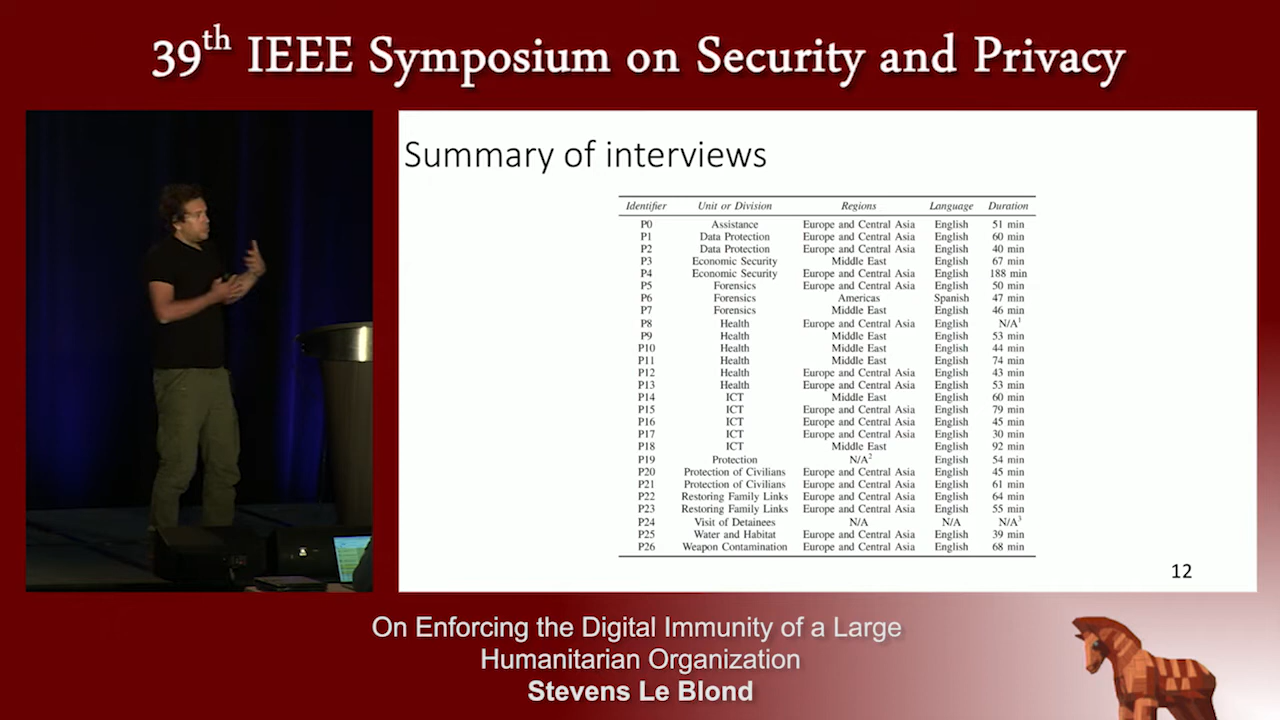 39th IEEE Symposium on Security and Privacy
Summary of interviews
Identifier Unit or Division Regions Language Duration
P0 Assistance Europe and Central Asia English 51 min
P1 Data Protection Europe and Central Asia English 60 min
P2 Data Protection Europe and Central Asia English 40 min
P3 Economic Security Middle East English 67 min
P4 Economic Security Europe and Central Asia English 188 min
P5 Forensics Europe and Central Asia English 50 min
P6 Forensics Americas Spanish 47 min
P7 Forensics Middle East English 46 min
P8 Health Europe and Central Asia English N/A1
P9 Health Middle East English 53 min
P10 Health Middle East English 44 min
P11 Health Middle East English 74 min
P12 Health Europe and Central Asia English 43 min
P13 Health Europe and Central Asia English 53 min
P14 ICT Middle East English 60 min
P15 ICT Europe and Central Asia English 79 min
P16 ICT Europe and Central Asia English 45 min
P17 ICT Europe and Central Asia English 30 min
P18 ICT Middle East English 92 min
P19 Protection N/A2 English 54 min
P20 Protection of Civilians Europe and Central Asia English 45 min
P21 Protection of Civilians Europe and Central Asia English 61 min
P22 Restoring Family Links Europe and Central Asia English 64 min
P23 Restoring Family Links Europe and Central Asia English 55 min
P24 Visit of Detainees N/A N/A N/A3
P25 Water and Habitat Europe and Central Asia English 39 min
P26 Weapon Contamination Europe and Central Asia English 68 min
12
On Enforcing the Digital Immunity of a Large
Humanitarian Organization
Stevens Le Blond